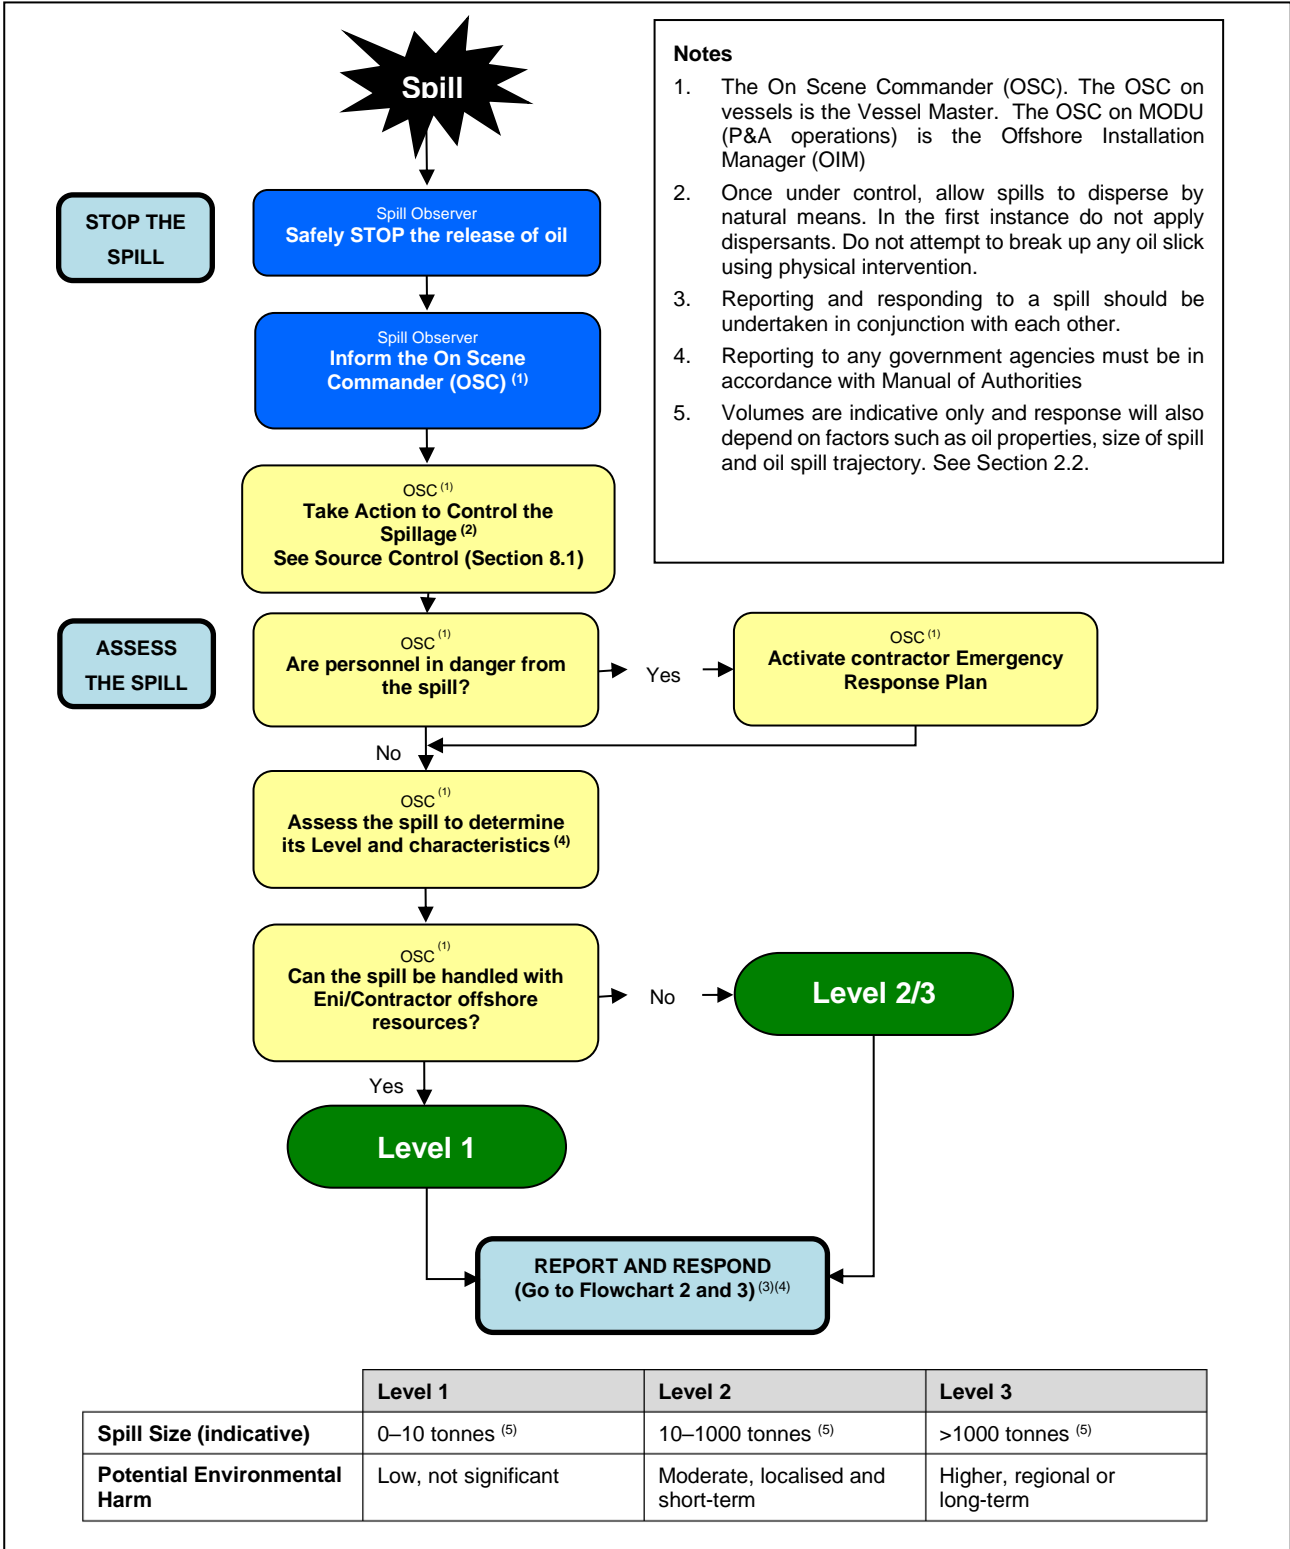 Spill
Notes
1. The On Scene Commander (OSC). The OSC on
vessels is the Vessel Master. The OSC on MODU
(P&A operations) is the Offshore Installation
Manager (OIM)
2. Once under control, allow spills to disperse by
natural means. In the first instance do not apply
dispersants. Do not attempt to break up any oil slick
using physical intervention.
3. Reporting and responding to a spill should be
undertaken in conjunction with each other.
4. Reporting to any government agencies must be in
accordance with Manual of Authorities
5. Volumes are indicative only and response will also
depend on factors such as oil properties, size of spill
and oil spill trajectory. See Section 2.2.
STOP THE
SPILL
Spill Observer
Safely STOP the release of oil
Spill Observer
Inform the On Scene
Commander (OSC) (1)
OSC (1)
Take Action to Control the
Spillage (2)
See Source Control (Section 8.1)
ASSESS
THE SPILL
OSC (1)
Are personnel in danger from
the spill?
Yes
OSC (1)
Activate contractor Emergency
Response Plan
No
OSC (1)
Assess the spill to determine
its Level and characteristics (4)
OSC (1)
Can the spill be handled with
Eni/Contractor offshore
resources?
No
Level 2/3
Yes
Level 1
REPORT AND RESPOND
(Go to Flowchart 2 and 3) (3)(4)
Level 1 Level 2 Level 3
Spill Size (indicative) 0–10 tonnes (5) 10–1000 tonnes (5) >1000 tonnes (5)
Potential Environmental Low, not significant Moderate, localised and Higher, regional or
Harm short-term long-term